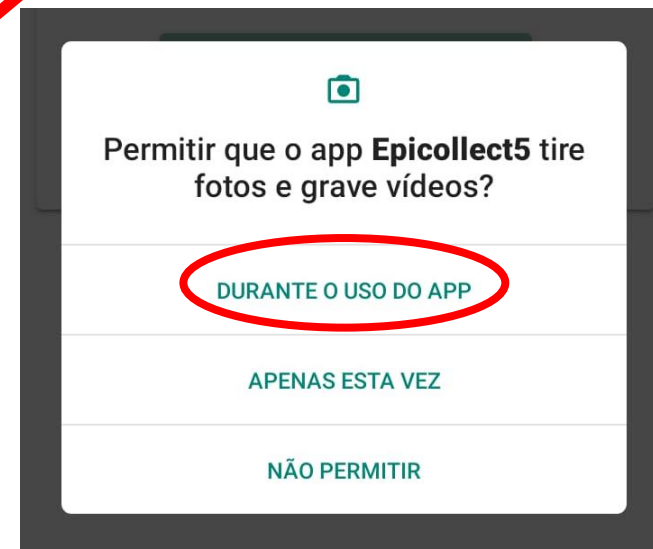 Permitir que o app Epicollect5 tire
fotos e grave vídeos?
DURANTE O USO DO APP
APENAS ESTA VEZ
NÃO PERMITIR